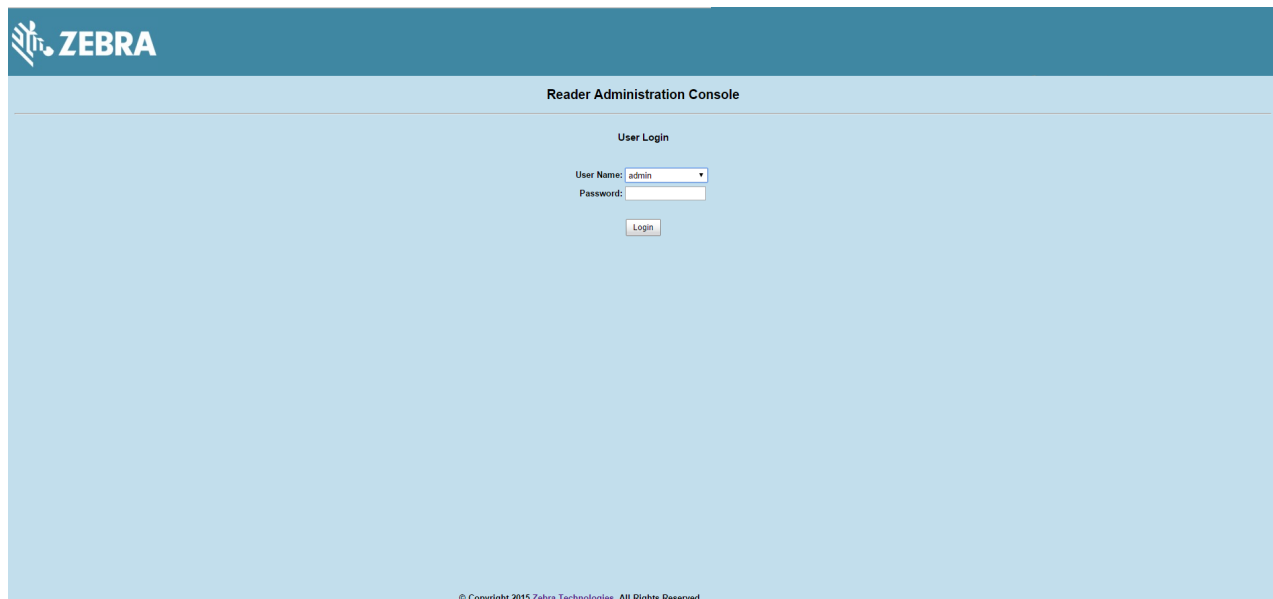 ZEBRA
Reader Administration Console
User Login
User Name: admin
Password:
Login
© Copyright 2015 Zebra Technologies. All Rights Reserved.